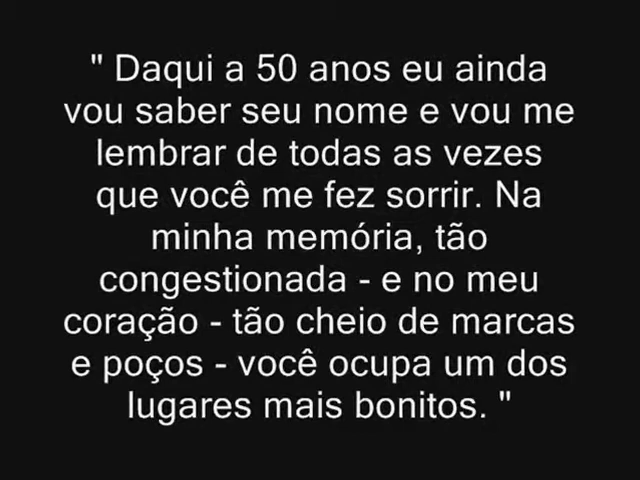 " Daqui a 50 anos eu ainda
vou saber seu nome e vou me
lembrar de todas as vezes
que você me fez sorrir. Na
minha memória, tão
congestionada - e no meu
coração - tão cheio de marcas
e poços - você ocupa um dos
lugares mais bonitos. "